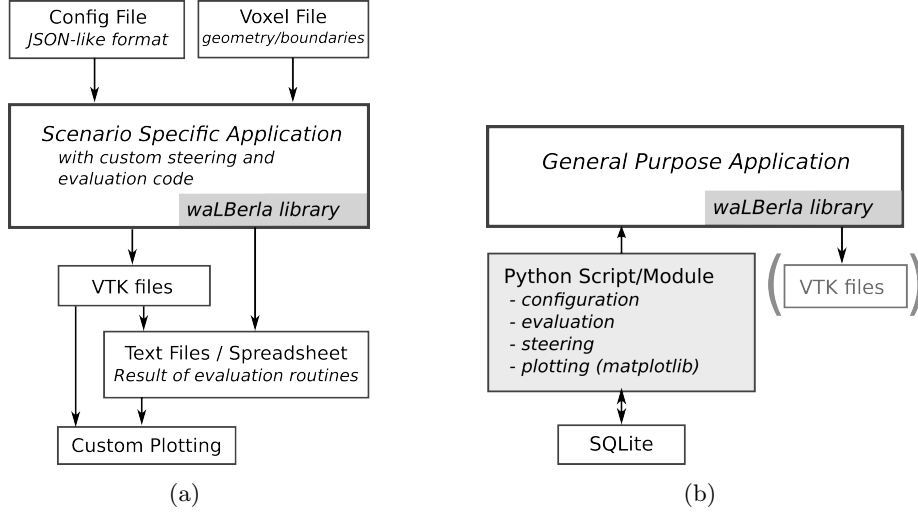 Config File
JSON-like format
Voxel File
geometry/boundaries
Scenario Specific Application
with custom steering and
evaluation code
waLBerla library
VTK files
Text Files / Spreadsheet
Result of evaluation routines
Custom Plotting
(a)
General Purpose Application
waLBerla library
Python Script/Module
- configuration
- evaluation
- steering
- plotting (matplotlib)
( VTK files )
SQLite
(b)